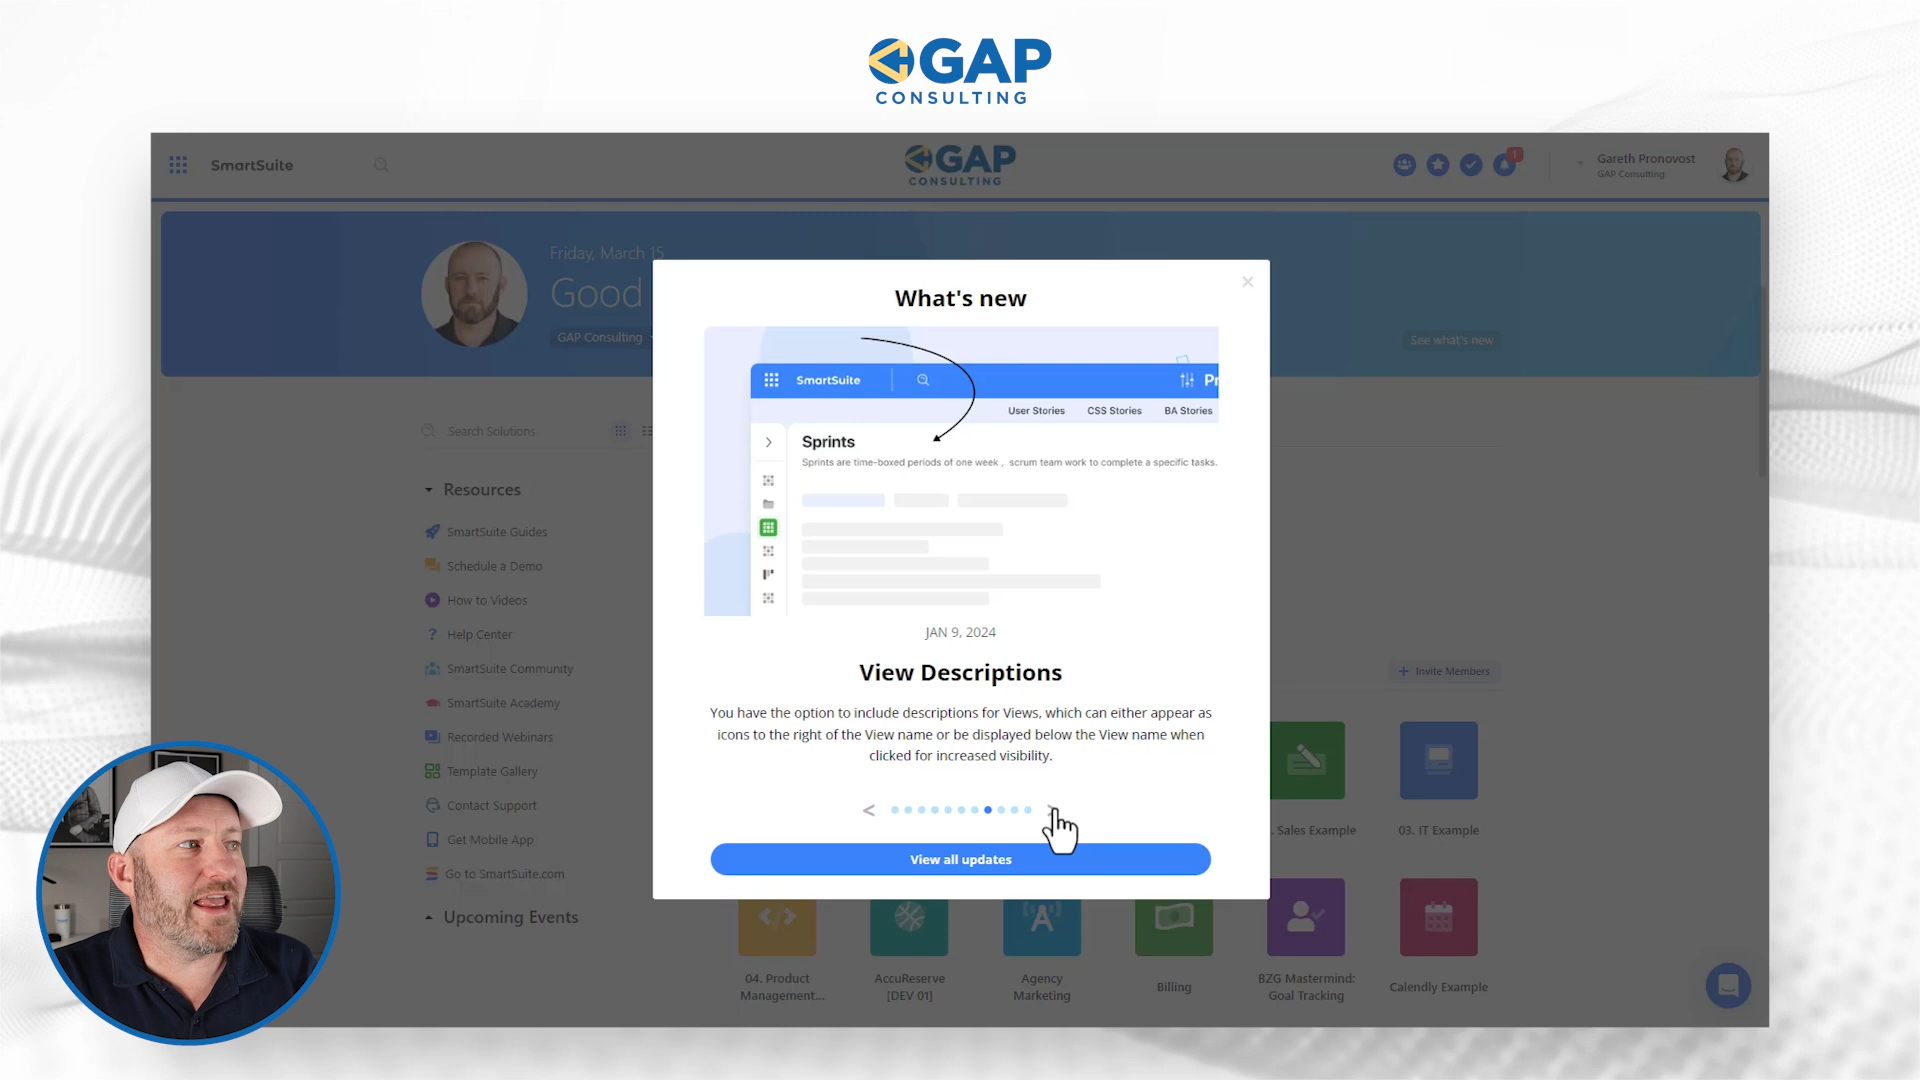 GAP
CONSULTING
SmartSuite
GAP
CONSULTING
1
Gareth Pronovost
GAP Consulting
Friday, March 15
Good
GAP Consulting
See what's new
What's new
SmartSuite
Pr
User Stories
CSS Stories
BA Stories
Sprints
Sprints are time-boxed periods of one week , scrum team work to complete a specific tasks.
JAN 9, 2024
View Descriptions
You have the option to include descriptions for Views, which can either appear as
icons to the right of the View name or be displayed below the View name when
clicked for increased visibility.
View all updates
Search Solutions
Resources
SmartSuite Guides
Schedule a Demo
How to Videos
Help Center
SmartSuite Community
SmartSuite Academy
Recorded Webinars
Template Gallery
Contact Support
Get Mobile App
Go to SmartSuite.com
Upcoming Events
+ Invite Members
. Sales Example
03. IT Example
04. Product
Management...
AccuReserve
[DEV 01]
Agency
Marketing
Billing
BZG Mastermind:
Goal Tracking
Calendly Example